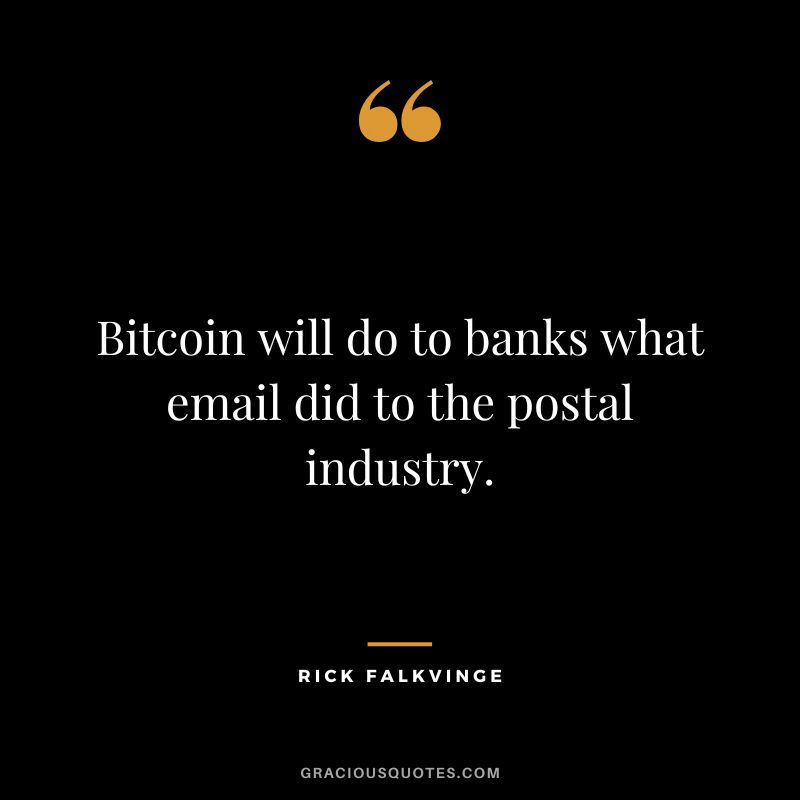 ❝
Bitcoin will do to banks what
email did to the postal
industry.
RICK FALKVINGE
GRACIOUSQUOTES.COM